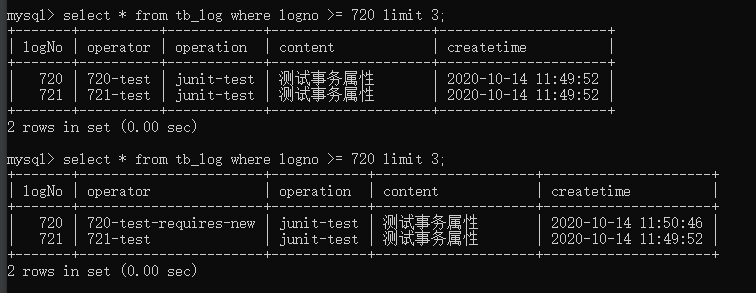 mysql> select * from tb_log where logno >= 720 limit 3;
+-------+----------+------------+--------------------+---------------------+
| logNo | operator | operation | content | createtime |
+-------+----------+------------+--------------------+---------------------+
| 720 | 720-test | junit-test | 测试事务属性 | 2020-10-14 11:49:52 |
| 721 | 721-test | junit-test | 测试事务属性 | 2020-10-14 11:49:52 |
+-------+----------+------------+--------------------+---------------------+
2 rows in set (0.00 sec)
mysql> select * from tb_log where logno >= 720 limit 3;
+-------+-----------------------+------------+--------------------+---------------------+
| logNo | operator | operation | content | createtime |
+-------+-----------------------+------------+--------------------+---------------------+
| 720 | 720-test-requires-new | junit-test | 测试事务属性 | 2020-10-14 11:50:46 |
| 721 | 721-test | junit-test | 测试事务属性 | 2020-10-14 11:49:52 |
+-------+-----------------------+------------+--------------------+---------------------+
2 rows in set (0.00 sec)